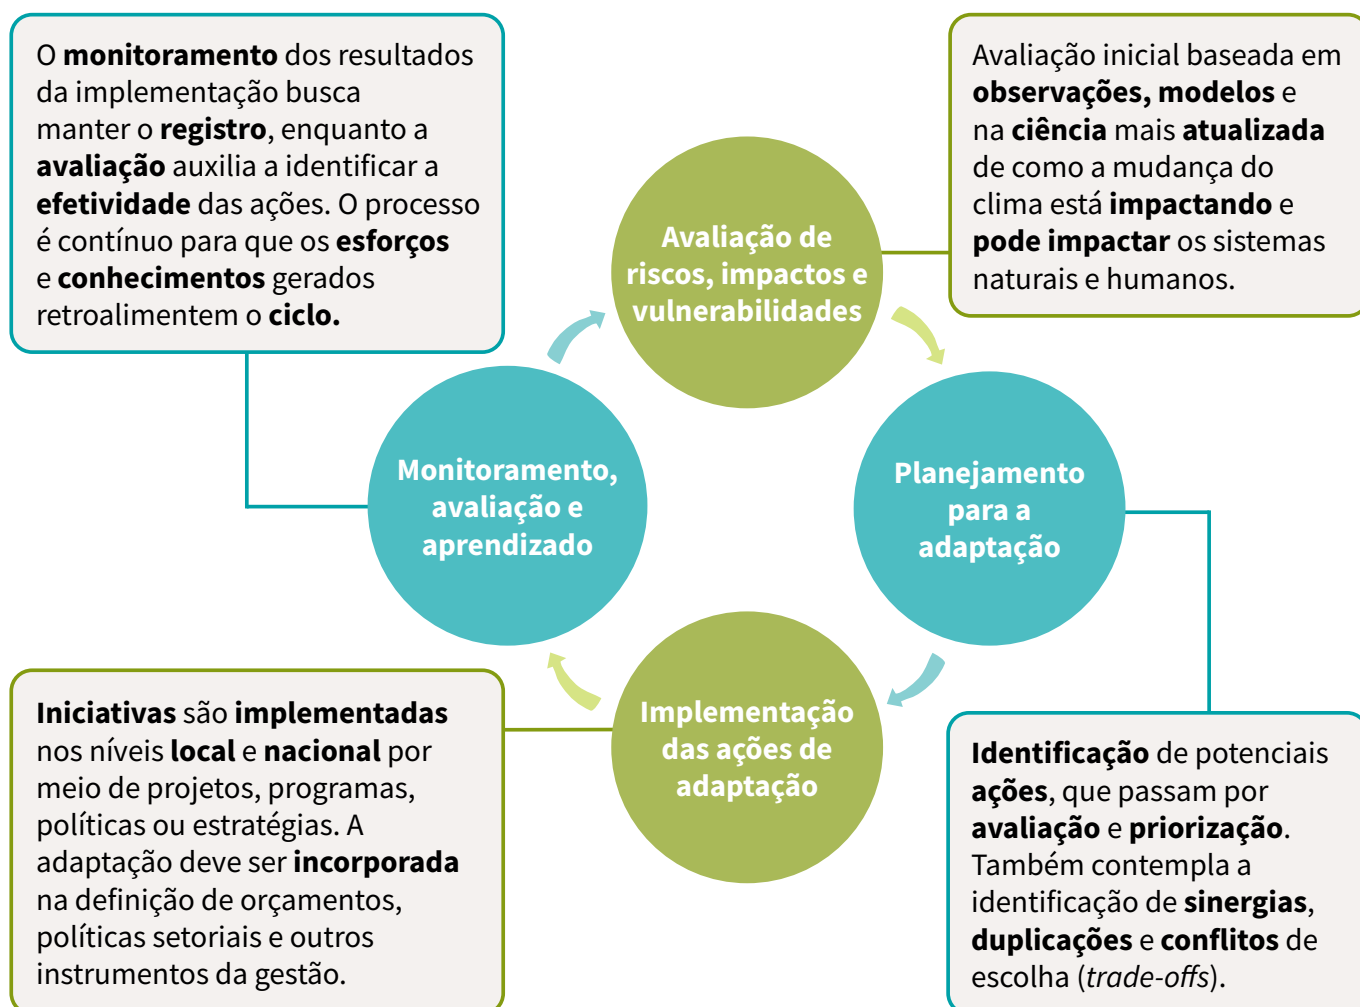 O monitoramento dos resultados
da implementação busca
manter o registro, enquanto a
avaliação auxilia a identificar a
efetividade das ações. O processo
é contínuo para que os esforços
e conhecimentos gerados
retroalimentem o ciclo.
Avaliação inicial baseada em
observações, modelos e
na ciência mais atualizada
de como a mudança do
clima está impactando e
pode impactar os sistemas
naturais e humanos.
Avaliação de
riscos, impactos e
vulnerabilidades
Monitoramento,
avaliação e
aprendizado
Planejamento
para a
adaptação
Implementação
das ações de
adaptação
Iniciativas são implementadas
nos níveis local e nacional por
meio de projetos, programas,
políticas ou estratégias. A
adaptação deve ser incorporada
na definição de orçamentos,
políticas setoriais e outros
instrumentos da gestão.
Identificação de potenciais
ações, que passam por
avaliação e priorização.
Também contempla a
identificação de sinergias,
duplicações e conflitos de
escolha (trade-offs).